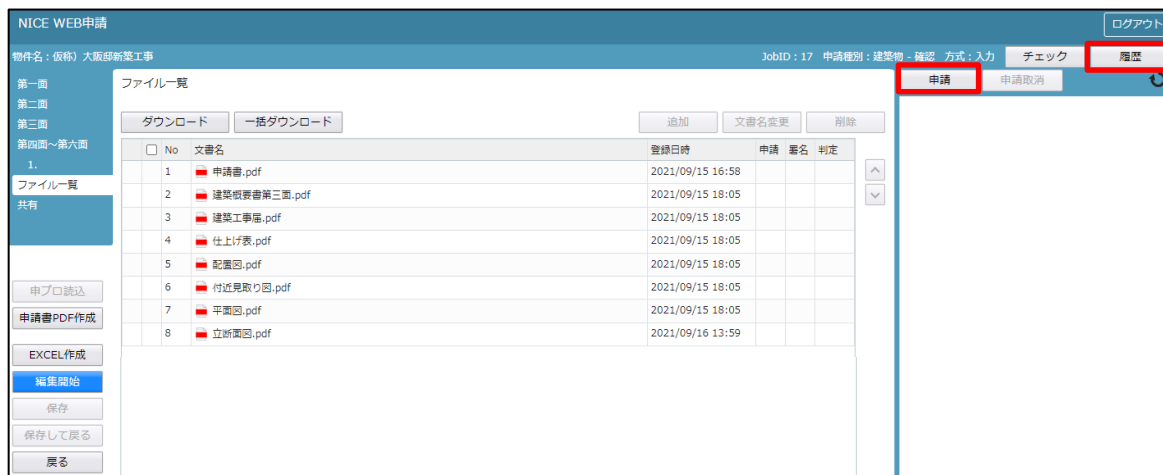 NICE WEB申請
ログアウト
物件名：仮称）大阪邸新築工事
JobID：17 申請種別：建築物 - 確認 方式：入力
チェック
履歴
第一面
第二面
第三面
第四面～第六面
1.
ファイル一覧
共有
申プロ読込
申請書PDF作成
EXCEL作成
編集開始
保存
保存して戻る
戻る
ファイル一覧
ダウンロード
一括ダウンロード
追加
文書名変更
削除
No 文書名 登録日時 申請 署名 判定
1 申請書.pdf 2021/09/15 16:58
2 建築概要書第三面.pdf 2021/09/15 18:05
3 建築工事届.pdf 2021/09/15 18:05
4 仕上げ表.pdf 2021/09/15 18:05
5 配置図.pdf 2021/09/15 18:05
6 付近見取り図.pdf 2021/09/15 18:05
7 平面図.pdf 2021/09/15 18:05
8 立断面図.pdf 2021/09/16 13:59
申請
申請取消